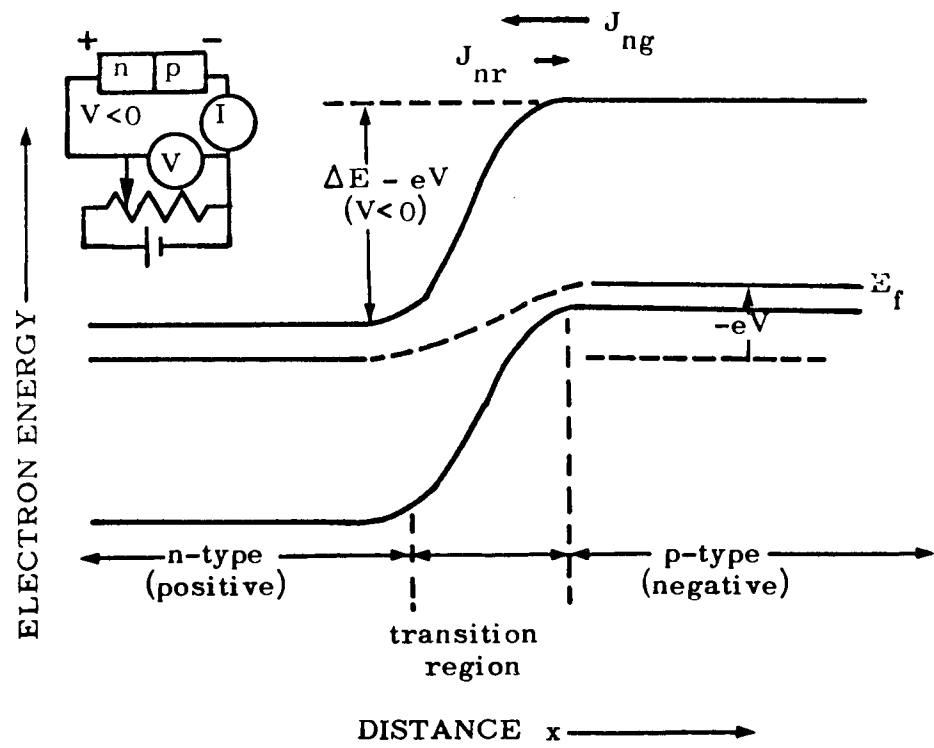 J_ng
J_nr
+ −
n p
V<0
I
V
ΔE - eV
(V<0)
E_f
-eV
ELECTRON ENERGY
n-type
(positive)
p-type
(negative)
transition
region
DISTANCE x